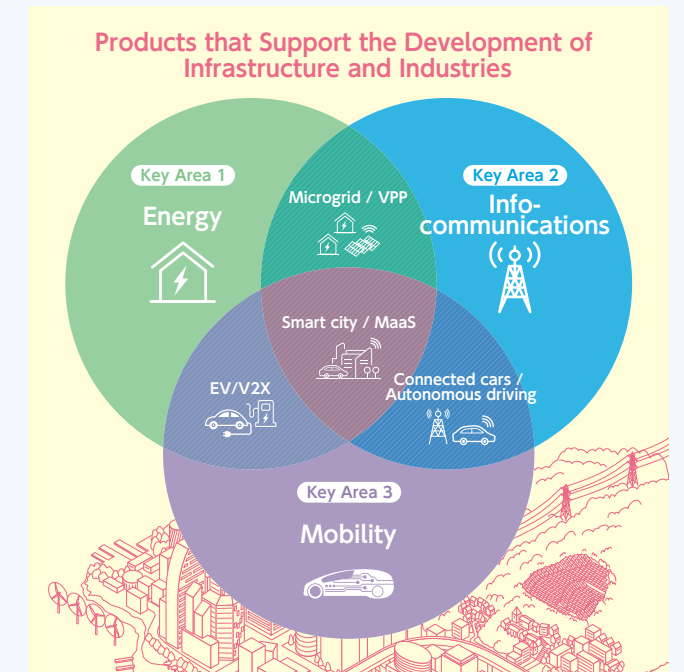 Products that Support the Development of
Infrastructure and Industries
Key Area 1
Energy
Key Area 2
Info-
communications
Microgrid / VPP
Smart city / MaaS
EV/V2X
Connected cars /
Autonomous driving
Key Area 3
Mobility